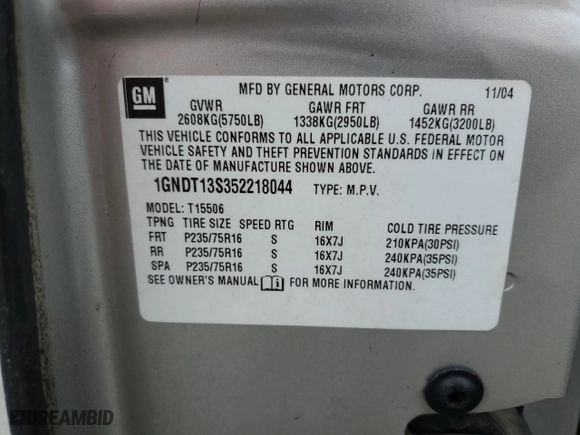 GM
MFD BY GENERAL MOTORS CORP. 11/04
GVWR GAWR FRT GAWR RR
2608KG(5750LB) 1338KG(2950LB) 1452KG(3200LB)
THIS VEHICLE CONFORMS TO ALL APPLICABLE U.S. FEDERAL MOTOR
VEHICLE SAFETY AND THEFT PREVENTION STANDARDS IN EFFECT ON
THE DATE OF MANUFACTURE SHOWN ABOVE.
1GNDT13S352218044 TYPE: M.P.V.
MODEL: T15506
TPNG TIRE SIZE SPEED RTG RIM COLD TIRE PRESSURE
FRT P235/75R16 S 16X7J 210KPA(30PSI)
RR P235/75R16 S 16X7J 240KPA(35PSI)
SPA P235/75R16 S 16X7J 240KPA(35PSI)
SEE OWNER'S MANUAL FOR MORE INFORMATION.
DREAMBID